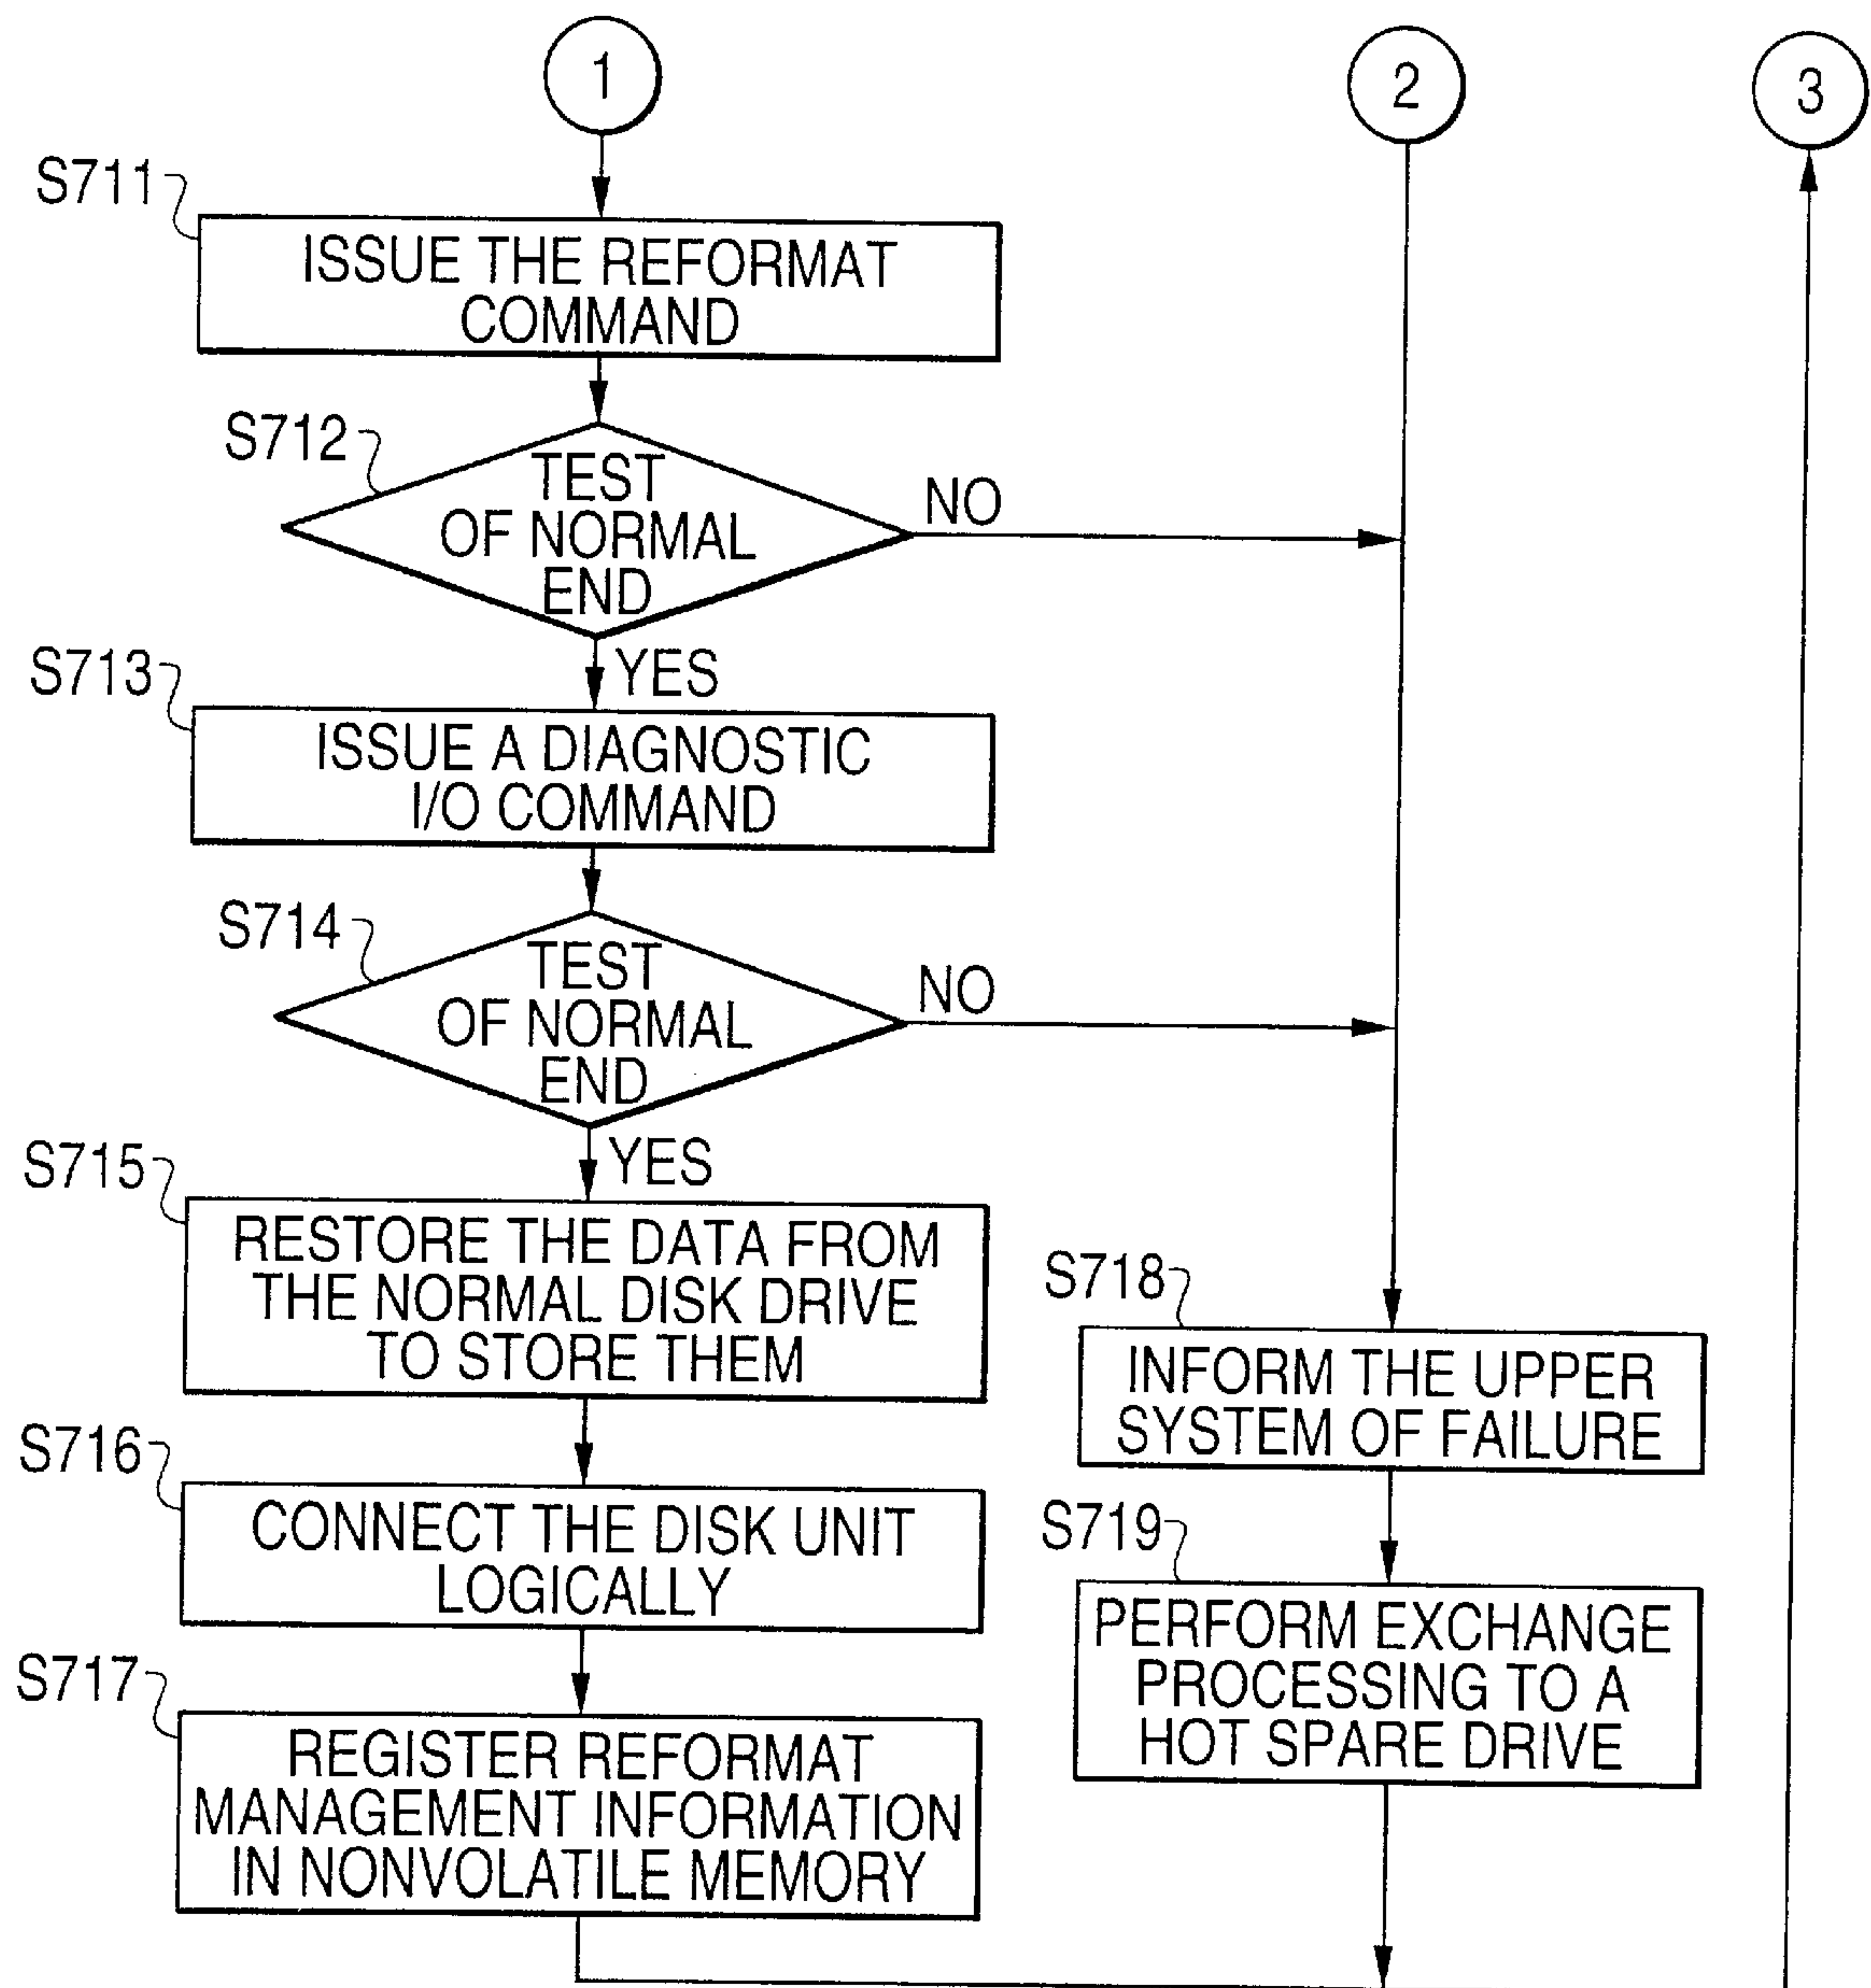 1
2
3
S711
ISSUE THE REFORMAT
COMMAND
S712
TEST
OF NORMAL
END
NO
YES
S713
ISSUE A DIAGNOSTIC
I/O COMMAND
S714
TEST
OF NORMAL
END
NO
YES
S715
RESTORE THE DATA FROM
THE NORMAL DISK DRIVE
TO STORE THEM
S716
CONNECT THE DISK UNIT
LOGICALLY
S717
REGISTER REFORMAT
MANAGEMENT INFORMATION
IN NONVOLATILE MEMORY
S718
INFORM THE UPPER
SYSTEM OF FAILURE
S719
PERFORM EXCHANGE
PROCESSING TO A
HOT SPARE DRIVE